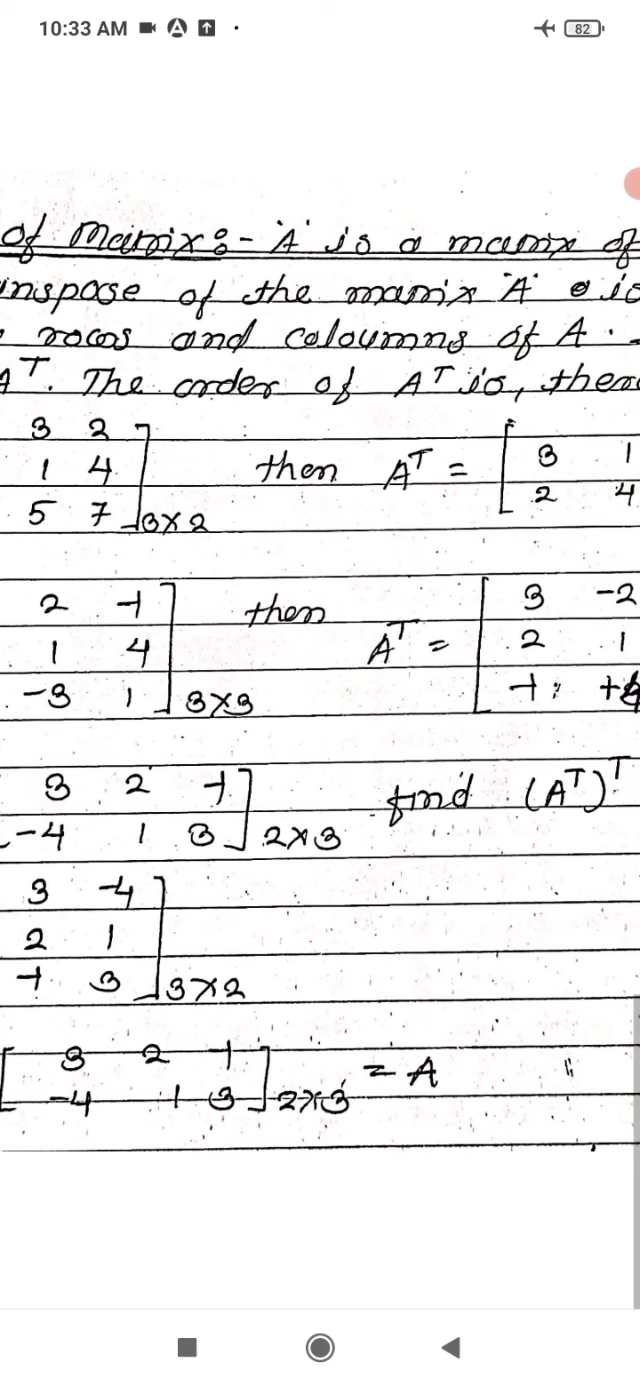 10:33 AM 82
of Matrix:- 'A' is a matrix of
anspose of the matrix 'A' is
rows and coloumns of A.
A^T. The order of A^T is, then
3 2
1 4 then A^T = [ 3 1
5 7 ]3×2 2 4
2 -1 ] then [ 3 -2
1 4 A^T = 2 1
-3 1 ]3×3 -1
3 2 -1 ] find (A^T)^T
-4 1 3 ]2×3
3 -4 ]
2 1
-1 3 ]3×2
[ 3 2 -1 ] = A
-4 1 3 ]2×3